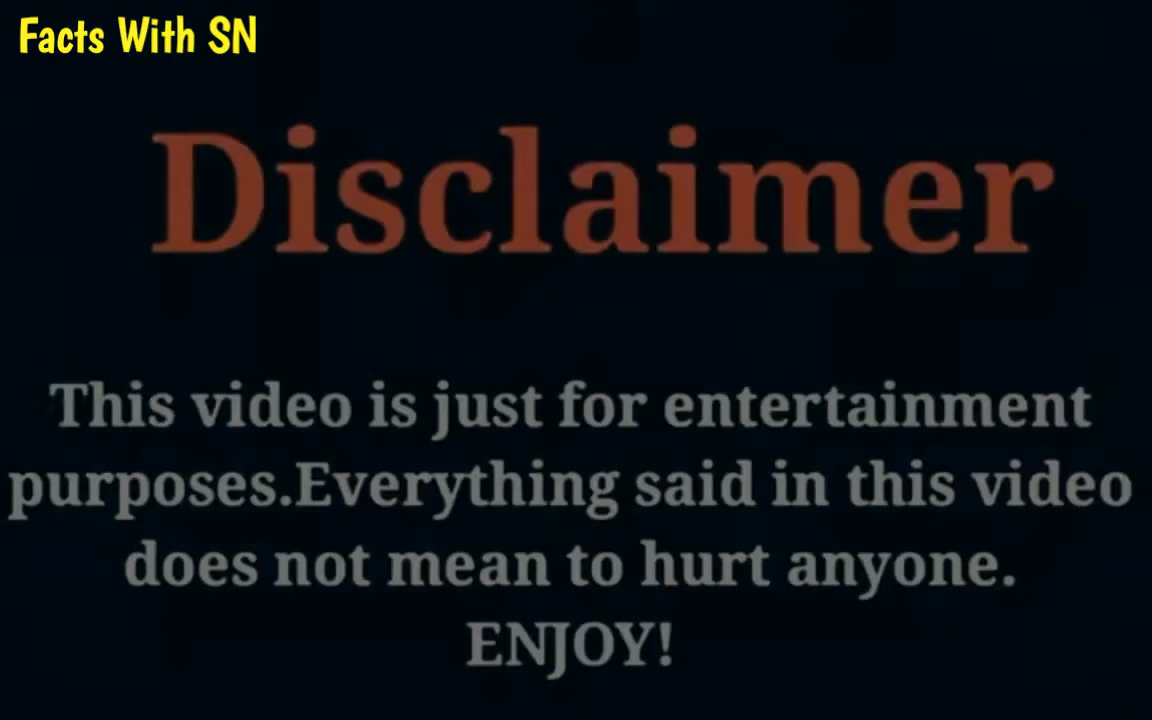 Facts With SN
Disclaimer
This video is just for entertainment
purposes.Everything said in this video
does not mean to hurt anyone.
ENJOY!